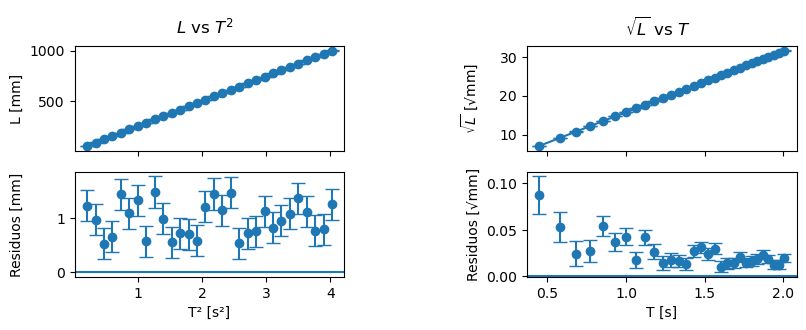 L vs T²
√L vs T
L [mm]
1000
500
√L [√mm]
30
20
10
Residuos [mm]
1
0
1
2
3
4
T² [s²]
Residuos [√mm]
0.10
0.05
0.00
0.5
1.0
1.5
2.0
T [s]